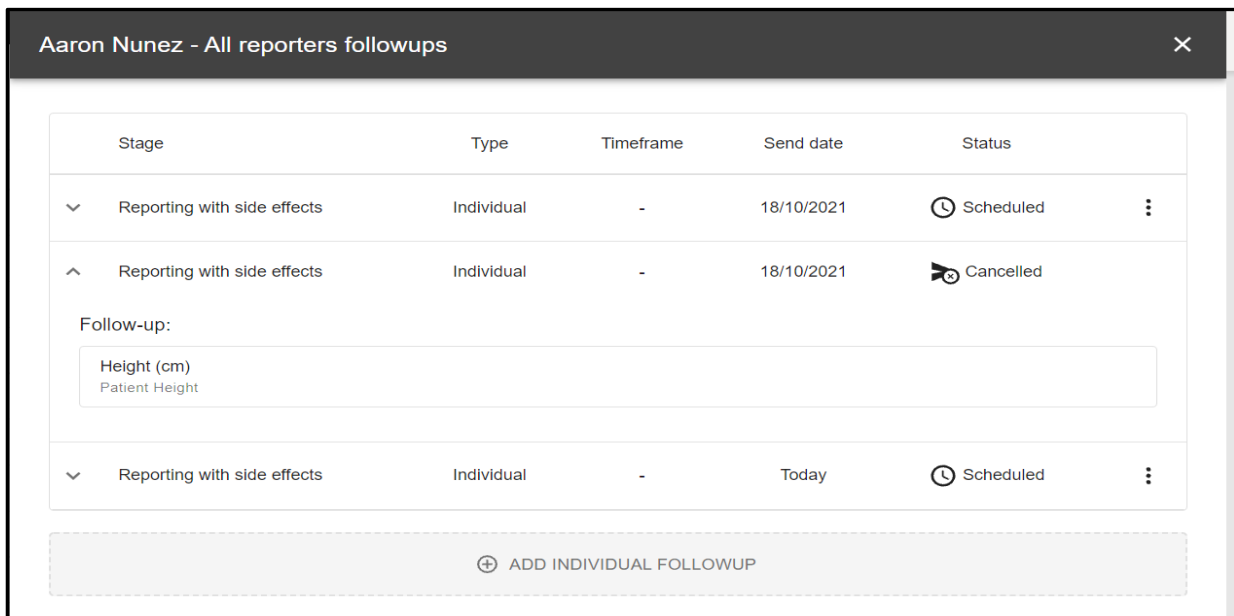 Aaron Nunez - All reporters followups
Stage Type Timeframe Send date Status
Reporting with side effects Individual - 18/10/2021 Scheduled
Reporting with side effects Individual - 18/10/2021 Cancelled
Follow-up:
Height (cm)
Patient Height
Reporting with side effects Individual - Today Scheduled
ADD INDIVIDUAL FOLLOWUP